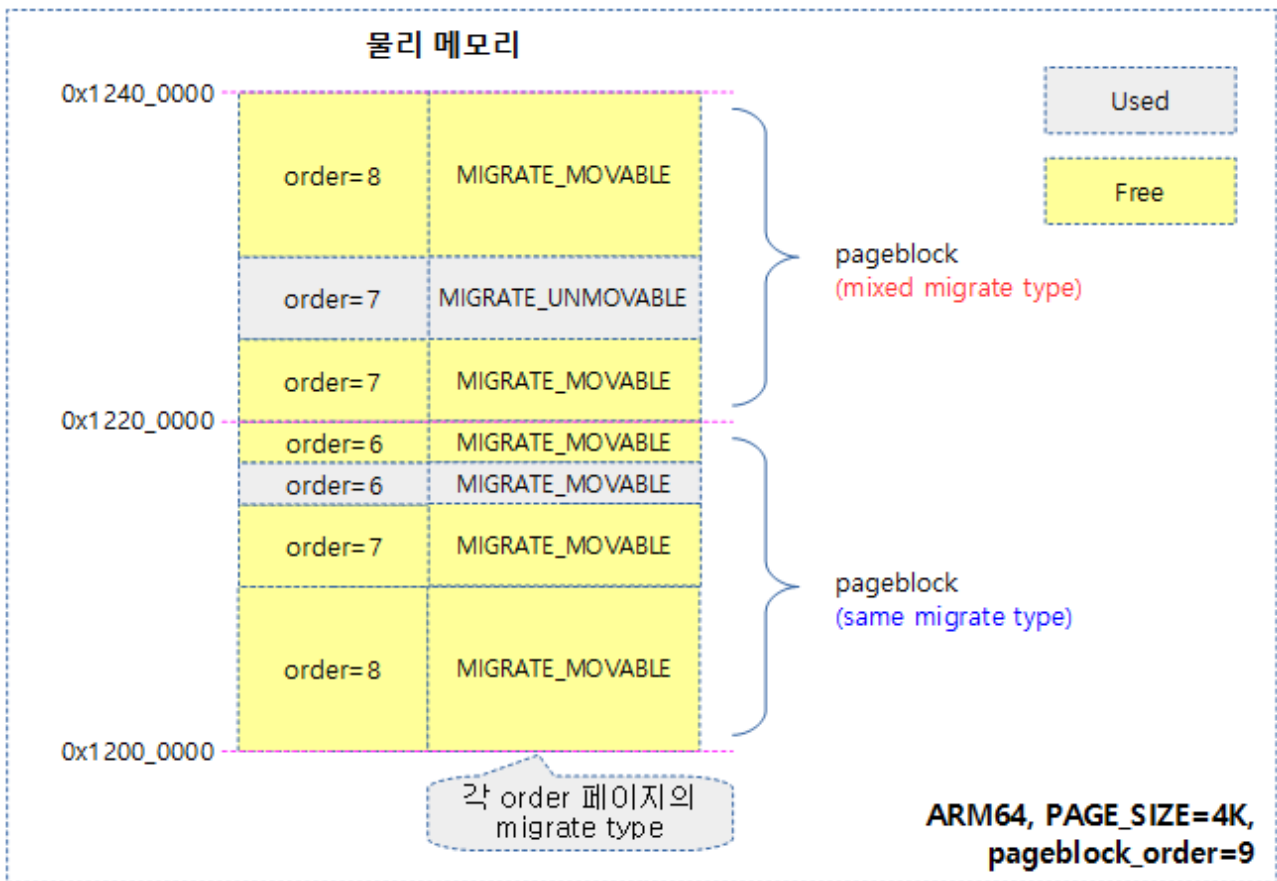 물리 메모리
0x1240_0000
Used
Free
order=8 MIGRATE_MOVABLE
order=7 MIGRATE_UNMOVABLE
order=7 MIGRATE_MOVABLE
pageblock
(mixed migrate type)
0x1220_0000
order=6 MIGRATE_MOVABLE
order=6 MIGRATE_MOVABLE
order=7 MIGRATE_MOVABLE
order=8 MIGRATE_MOVABLE
pageblock
(same migrate type)
0x1200_0000
각 order 페이지의
migrate type
ARM64, PAGE_SIZE=4K,
pageblock_order=9